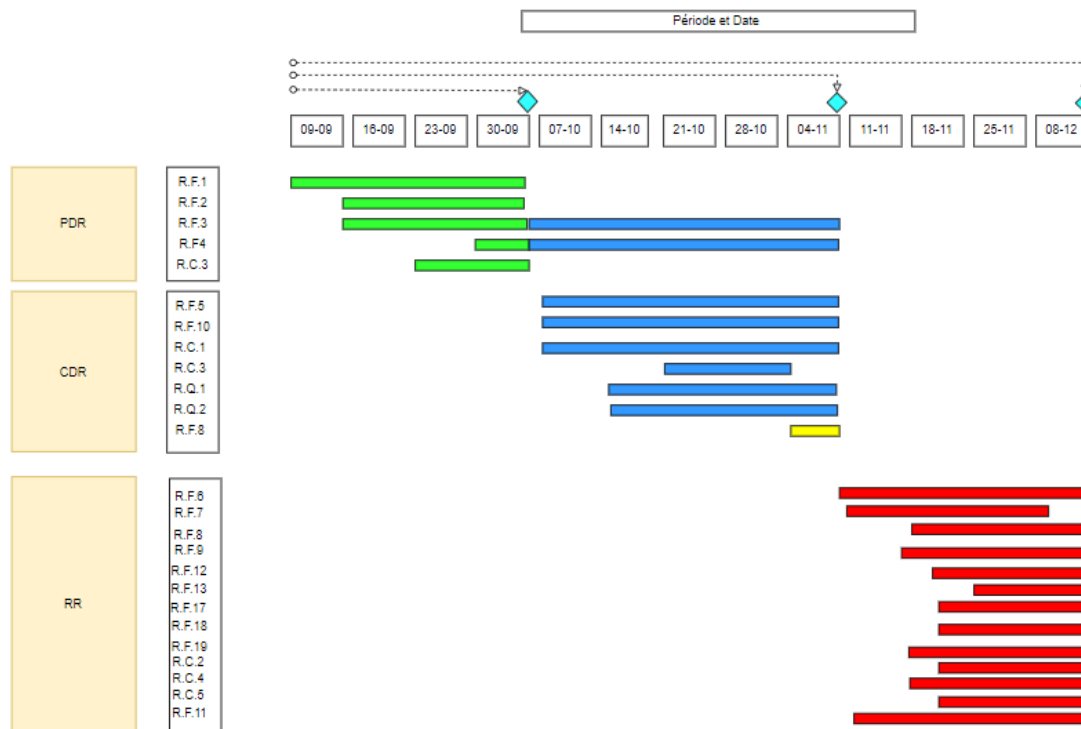 Période et Date
09-09 16-09 23-09 30-09 07-10 14-10 21-10 28-10 04-11 11-11 18-11 25-11 08-12
PDR
R.F.1
R.F.2
R.F.3
R.F4
R.C.3
CDR
R.F.5
R.F.10
R.C.1
R.C.3
R.Q.1
R.Q.2
R.F.8
RR
R.F.6
R.F.7
R.F.8
R.F.9
R.F.12
R.F.13
R.F.17
R.F.18
R.F.19
R.C.2
R.C.4
R.C.5
R.F.11